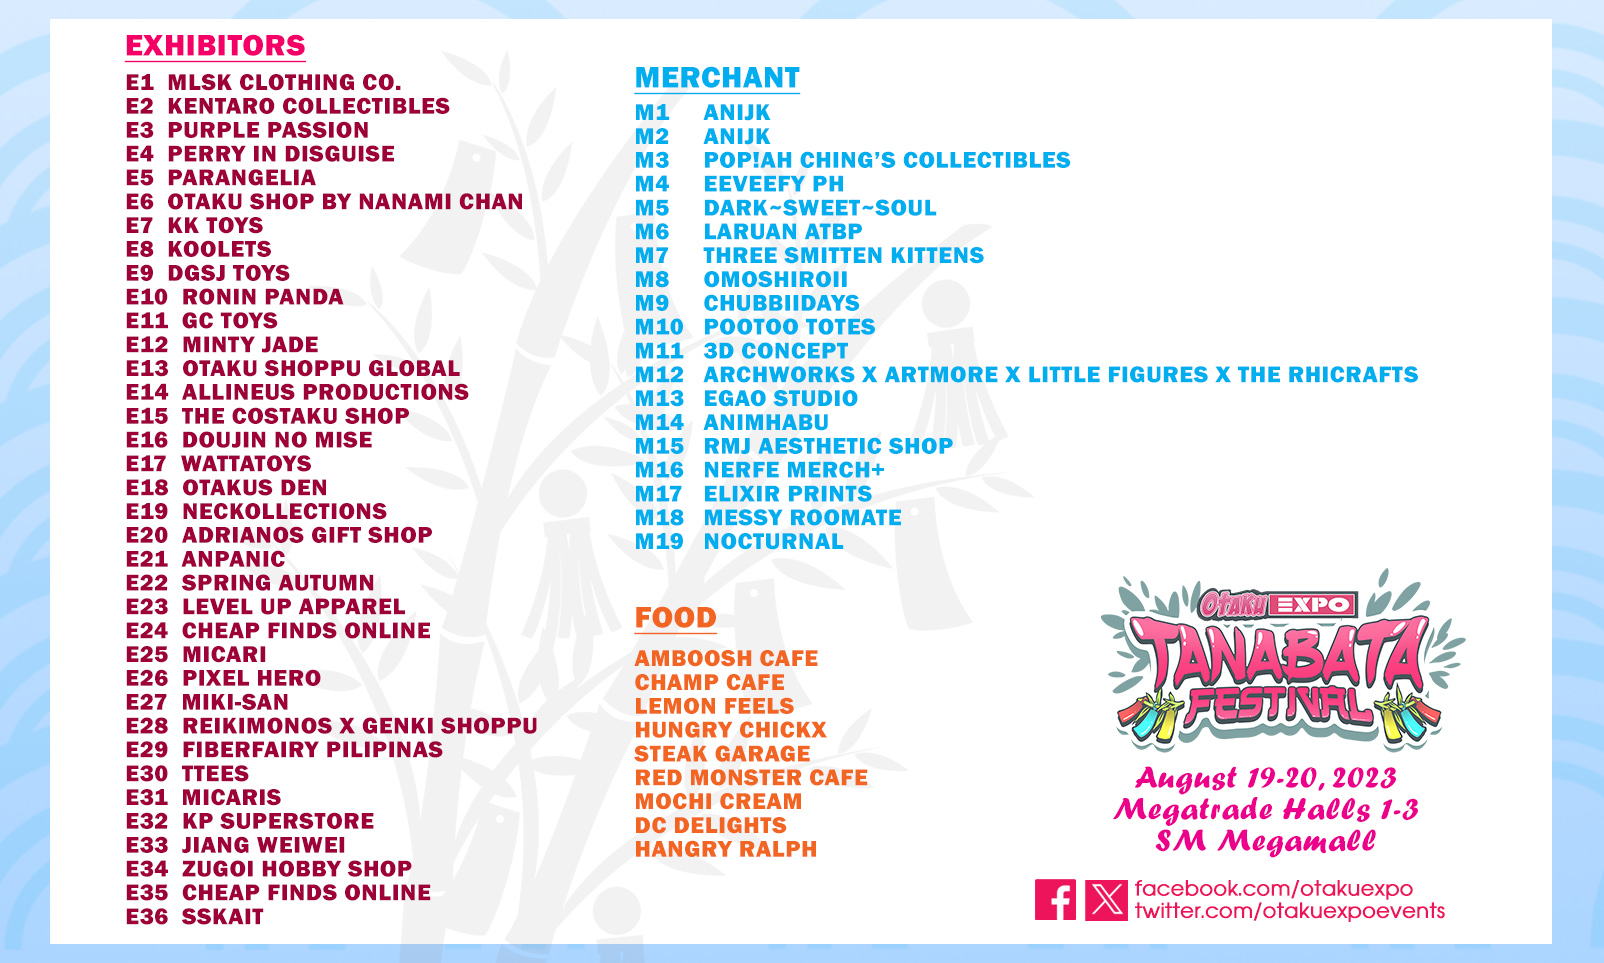 EXHIBITORS
E1 MLSK CLOTHING CO.
E2 KENTARO COLLECTIBLES
E3 PURPLE PASSION
E4 PERRY IN DISGUISE
E5 PARANGELIA
E6 OTAKU SHOP BY NANAMI CHAN
E7 KK TOYS
E8 KOOLETS
E9 DGSJ TOYS
E10 RONIN PANDA
E11 GC TOYS
E12 MINTY JADE
E13 OTAKU SHOPPU GLOBAL
E14 ALLINEUS PRODUCTIONS
E15 THE COSTAKU SHOP
E16 DOUJIN NO MISE
E17 WATTATOYS
E18 OTAKUS DEN
E19 NECKOLLECTIONS
E20 ADRIANOS GIFT SHOP
E21 ANPANIC
E22 SPRING AUTUMN
E23 LEVEL UP APPAREL
E24 CHEAP FINDS ONLINE
E25 MICARI
E26 PIXEL HERO
E27 MIKI-SAN
E28 REIKIMONOS X GENKI SHOPPU
E29 FIBERFAIRY PILIPINAS
E30 TTEES
E31 MICARIS
E32 KP SUPERSTORE
E33 JIANG WEIWEI
E34 ZUGOI HOBBY SHOP
E35 CHEAP FINDS ONLINE
E36 SSKAIT
MERCHANT
M1 ANIJK
M2 ANIJK
M3 POP!AH CHING’S COLLECTIBLES
M4 EEVEEFY PH
M5 DARK~SWEET~SOUL
M6 LARUAN ATBP
M7 THREE SMITTEN KITTENS
M8 OMOSHIROII
M9 CHUBBIIDAYS
M10 POOTOO TOTES
M11 3D CONCEPT
M12 ARCHWORKS X ARTMORE X LITTLE FIGURES X THE RHICRAFTS
M13 EGAO STUDIO
M14 ANIMHABU
M15 RMJ AESTHETIC SHOP
M16 NERFE MERCH+
M17 ELIXIR PRINTS
M18 MESSY ROOMATE
M19 NOCTURNAL
FOOD
AMBOOSH CAFE
CHAMP CAFE
LEMON FEELS
HUNGRY CHICKX
STEAK GARAGE
RED MONSTER CAFE
MOCHI CREAM
DC DELIGHTS
HANGRY RALPH
OTAKU EXPO
TANABATA
FESTIVAL
August 19-20, 2023
Megatrade Halls 1-3
SM Megamall
facebook.com/otakuexpo
twitter.com/otakuexpoevents